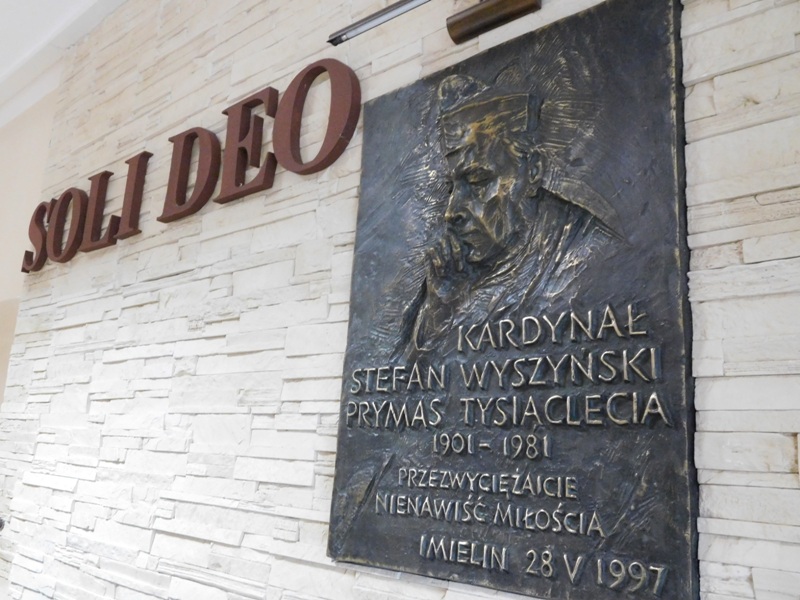 SOLI DEO
KARDYNAŁ
STEFAN WYSZYŃSKI
PRYMAS TYSIĄCLECIA
1901-1981
PRZEZWYCIĘŻAJCIE
NIENAWIŚĆ MIŁOŚCIĄ
IMIELIN 28 V 1997